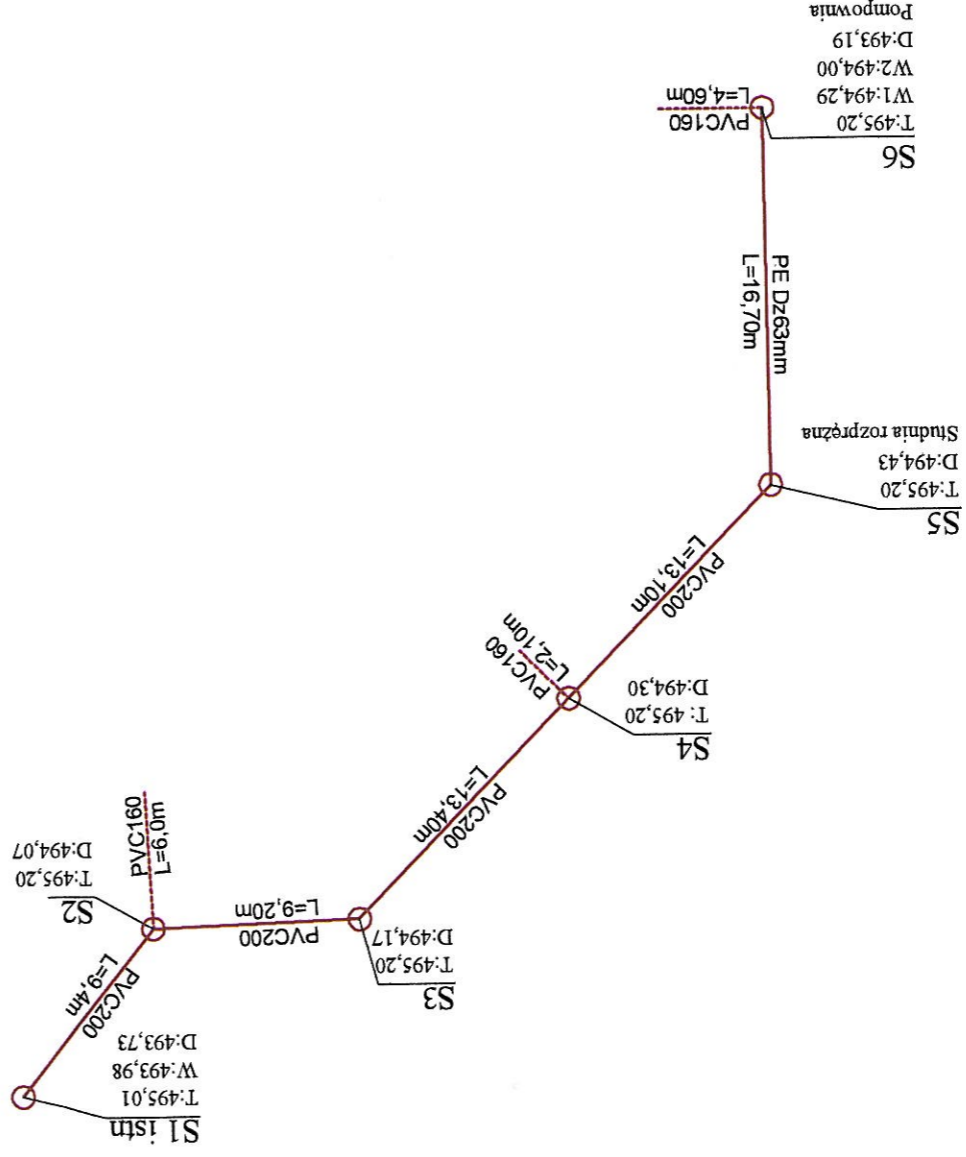 S1 istn
T:495,01
W:493,98
D:493,73
PVC200
L=9,4m
S2
T:495,20
D:494,07
PVC160
L=6,0m
PVC200
L=9,20m
S3
T:495,20
D:494,17
PVC200
L=13,40m
S4
T: 495,20
D:494,30
PVC160
L=2,10m
PVC200
L=13,10m
S5
T:495,20
D:494,43
Studnia rozprężna
PE Dz63mm
L=16,70m
S6
T:495,20
W1:494,29
W2:494,00
D:493,19
Pompownia
PVC160
L=4,60m